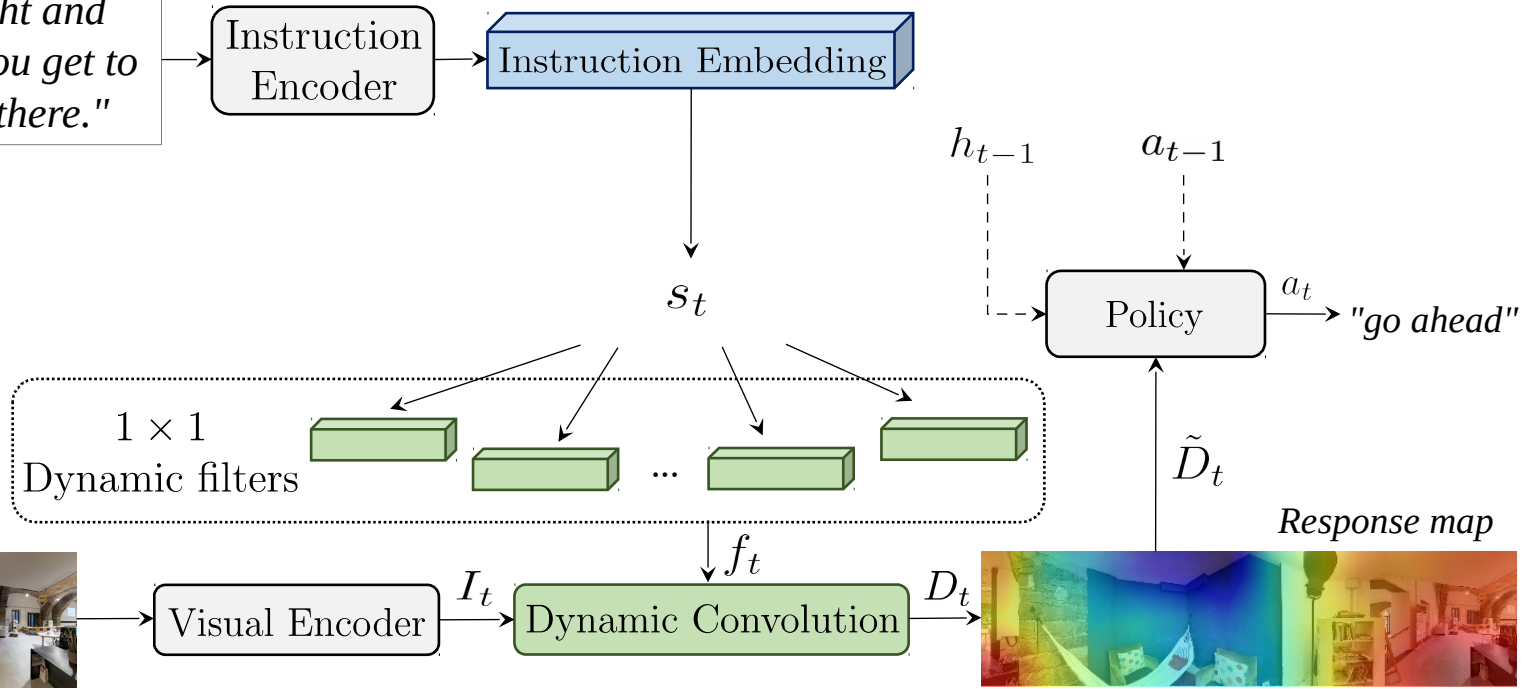 ht and
ou get to
there."
Instruction
Encoder
Instruction Embedding
h_{t-1}
a_{t-1}
s_t
Policy
a_t
"go ahead"
1 × 1
Dynamic filters
...
D̃_t
Response map
f_t
Visual Encoder
I_t
Dynamic Convolution
D_t